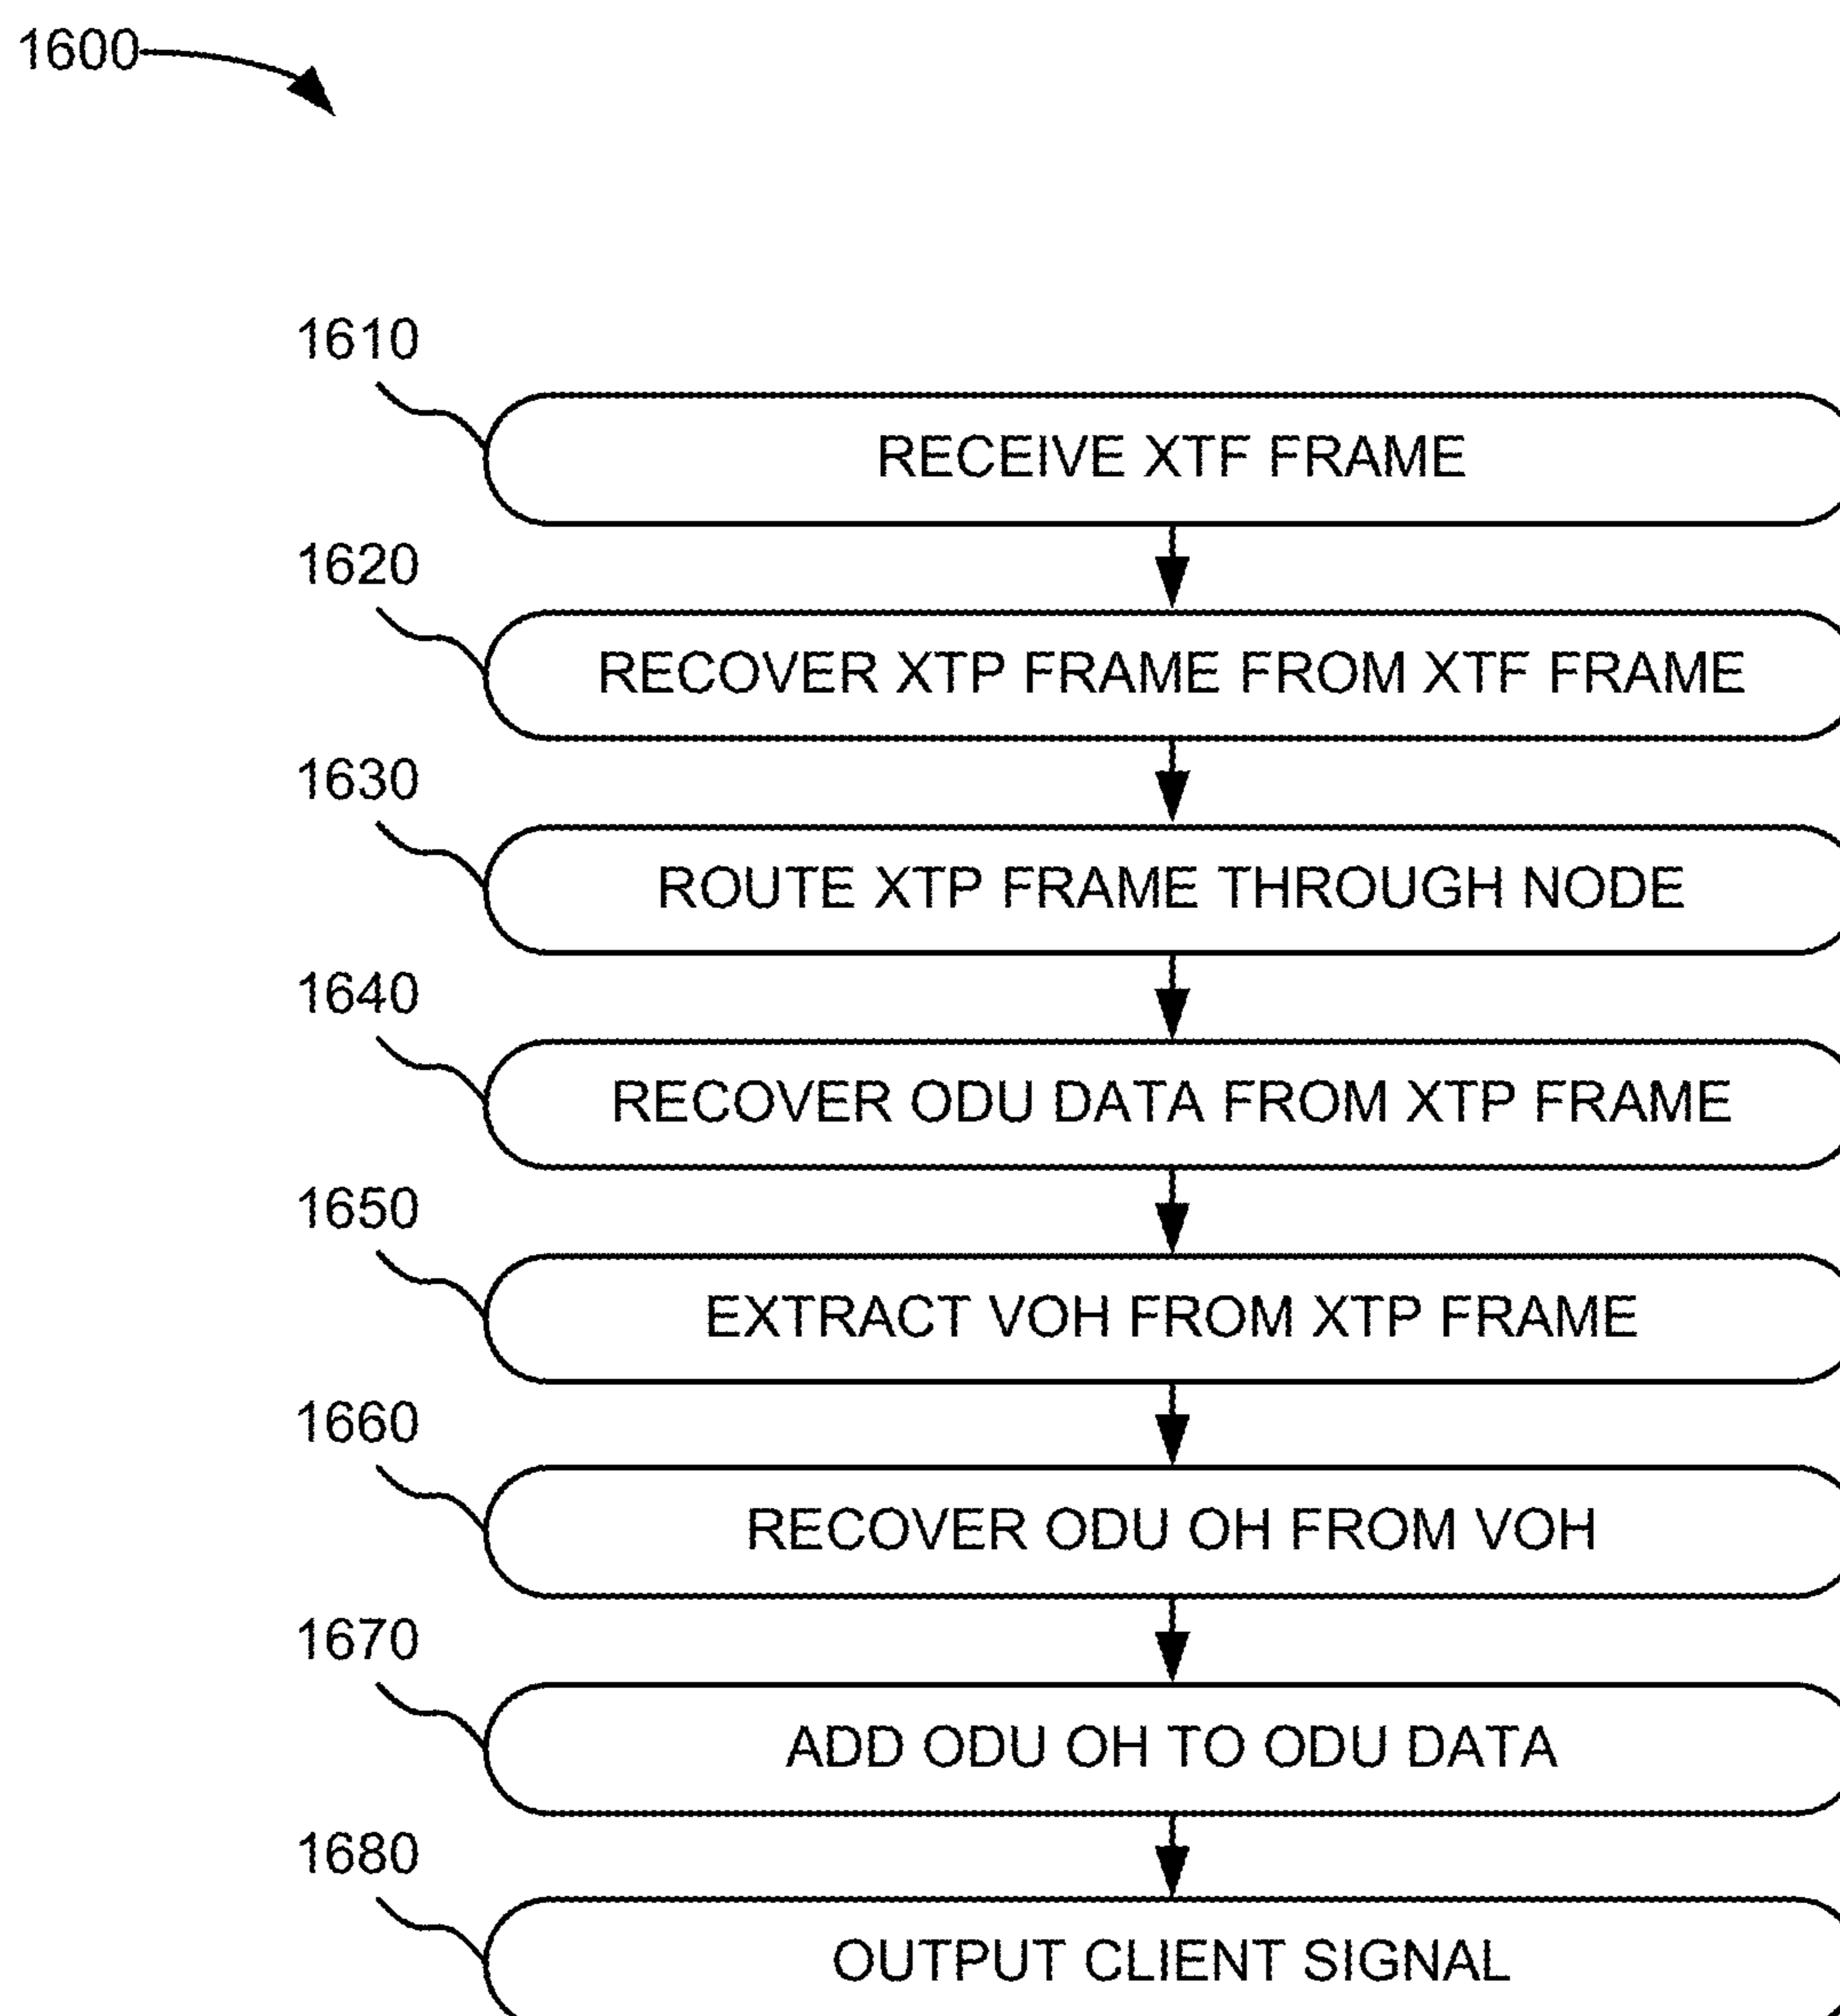 1600
1610
RECEIVE XTF FRAME
1620
RECOVER XTP FRAME FROM XTF FRAME
1630
ROUTE XTP FRAME THROUGH NODE
1640
RECOVER ODU DATA FROM XTP FRAME
1650
EXTRACT VOH FROM XTP FRAME
1660
RECOVER ODU OH FROM VOH
1670
ADD ODU OH TO ODU DATA
1680
OUTPUT CLIENT SIGNAL